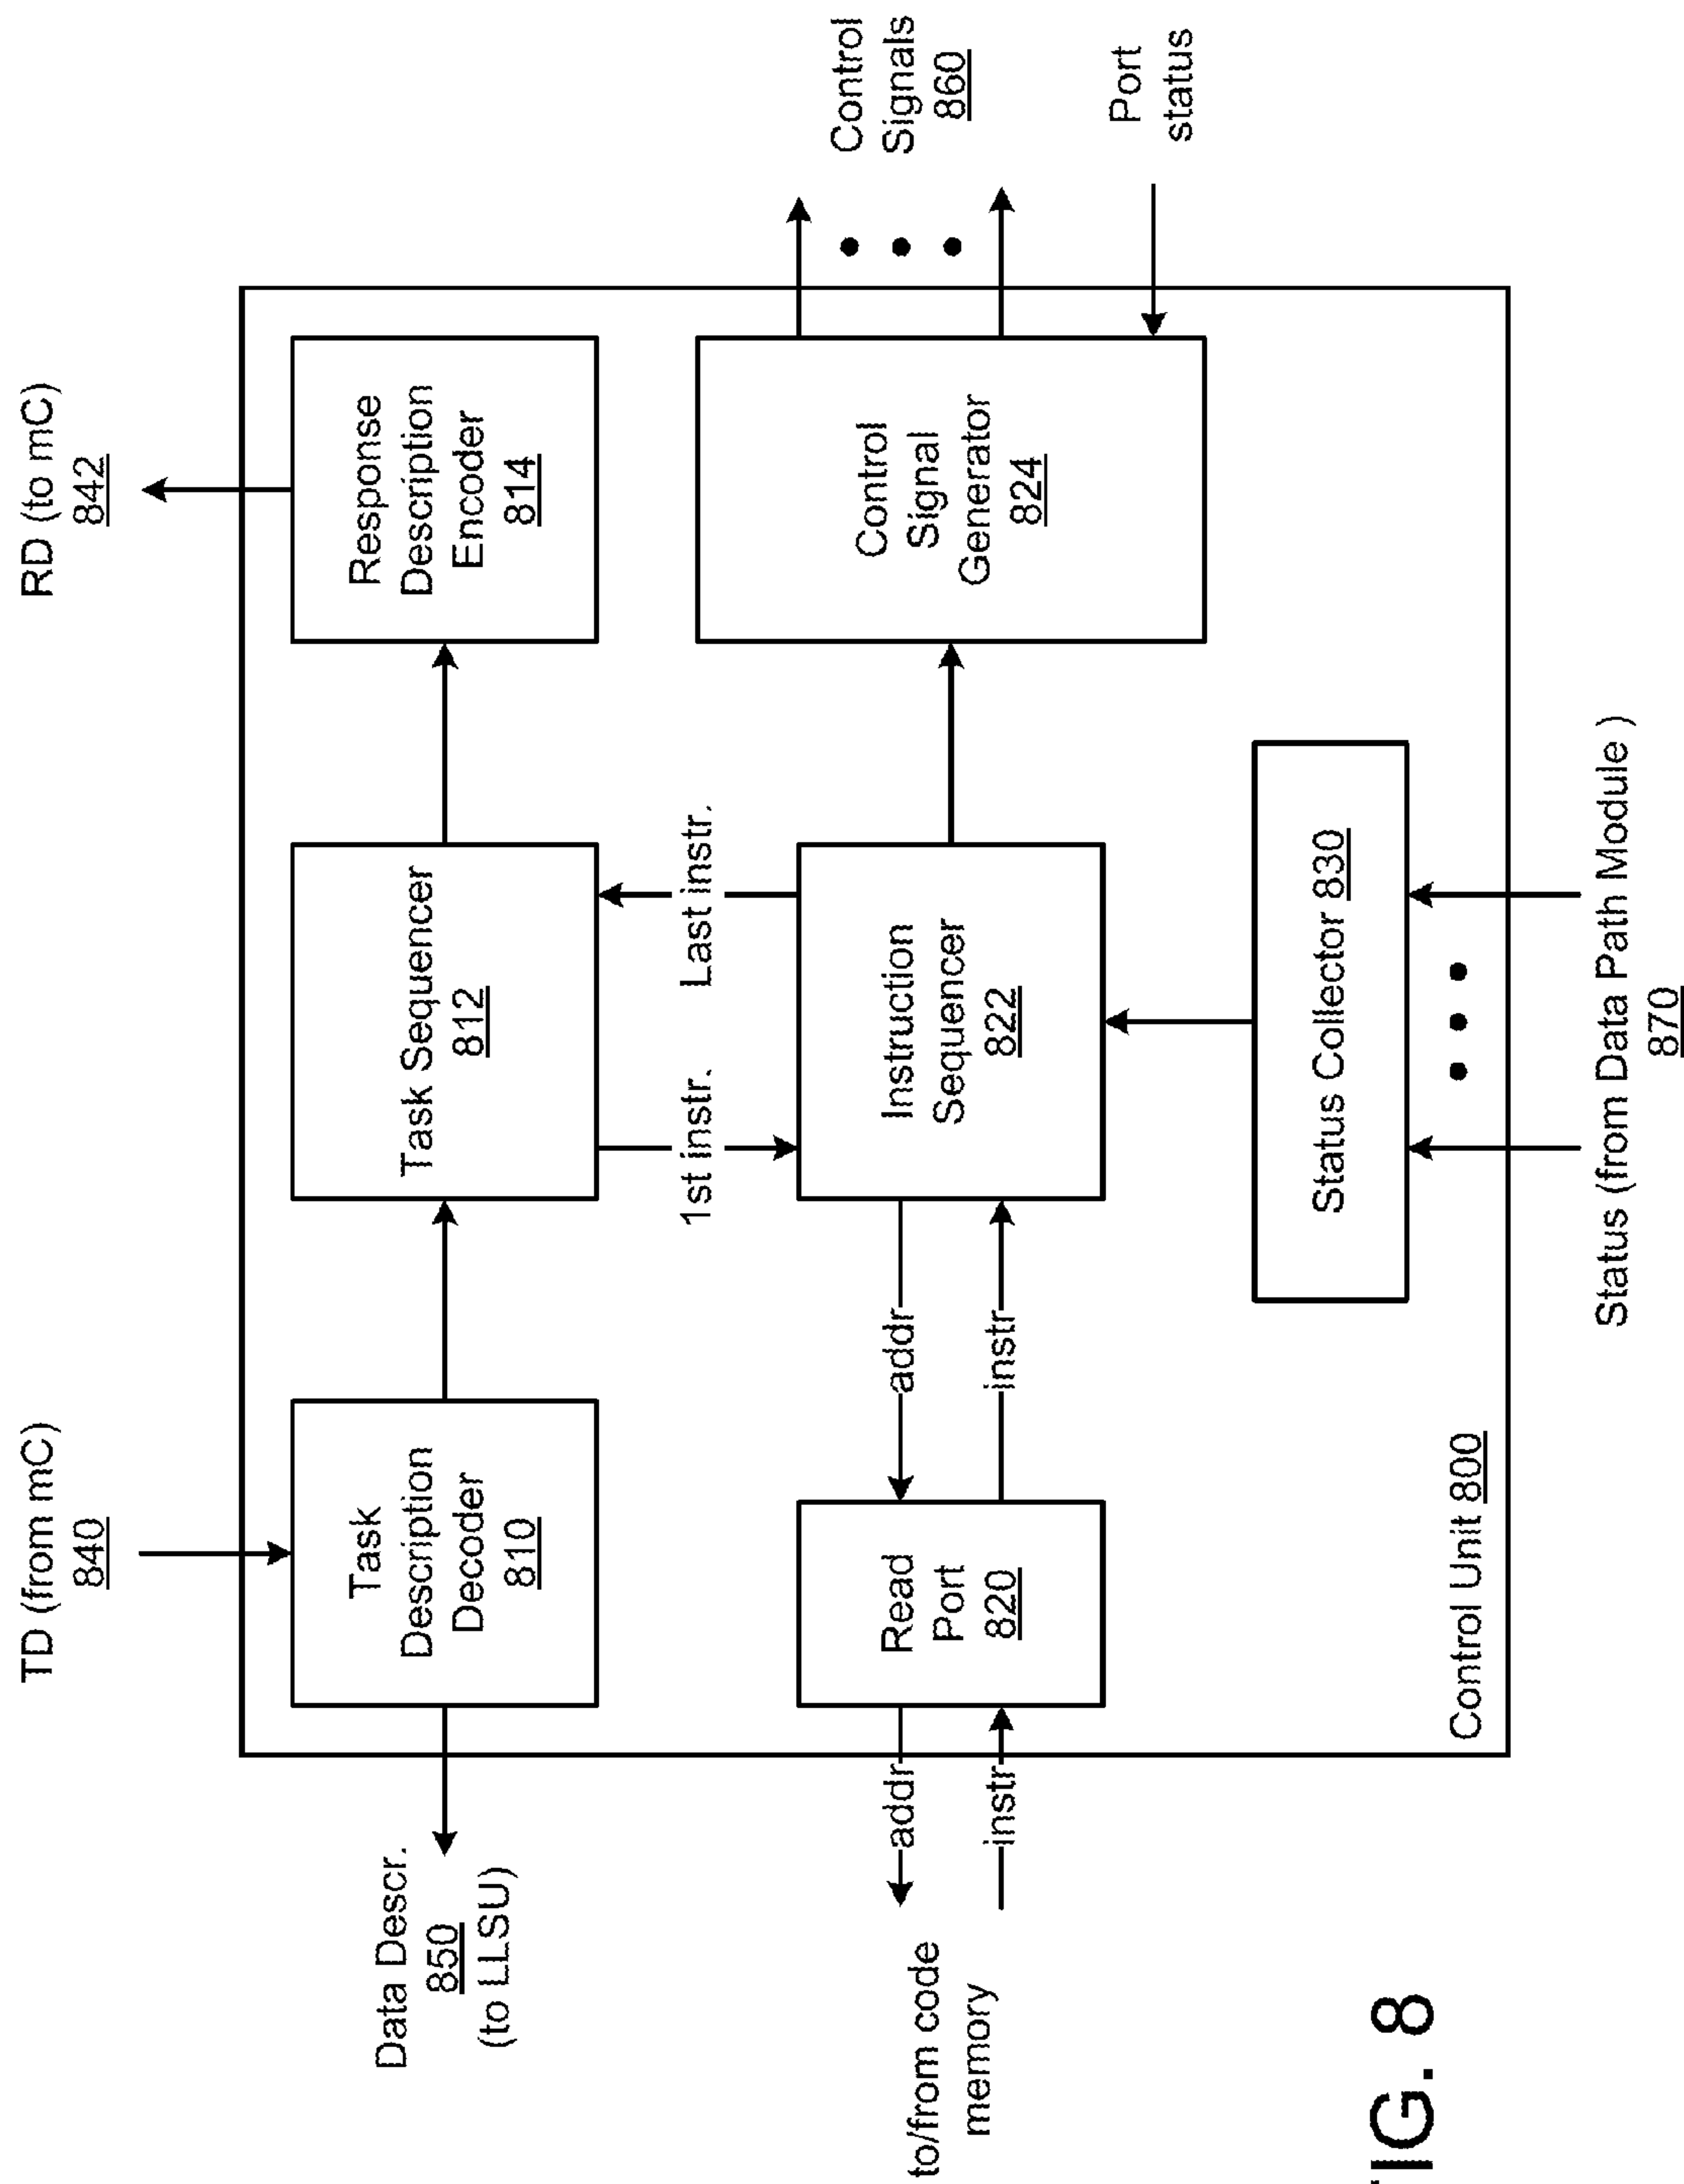 TD (from mC)
840
RD (to mC)
842
Data Descr.
850
(to LLSU)
Task
Description
Decoder
810
Task Sequencer
812
Response
Description
Encoder
814
1st instr.
Last instr.
to/from code
memory
addr
instr
Read
Port
820
addr
instr
Instruction
Sequencer
822
Control
Signal
Generator
824
Control
Signals
860
Port
status
Status Collector 830
Control Unit 800
Status (from Data Path Module )
870
FIG. 8